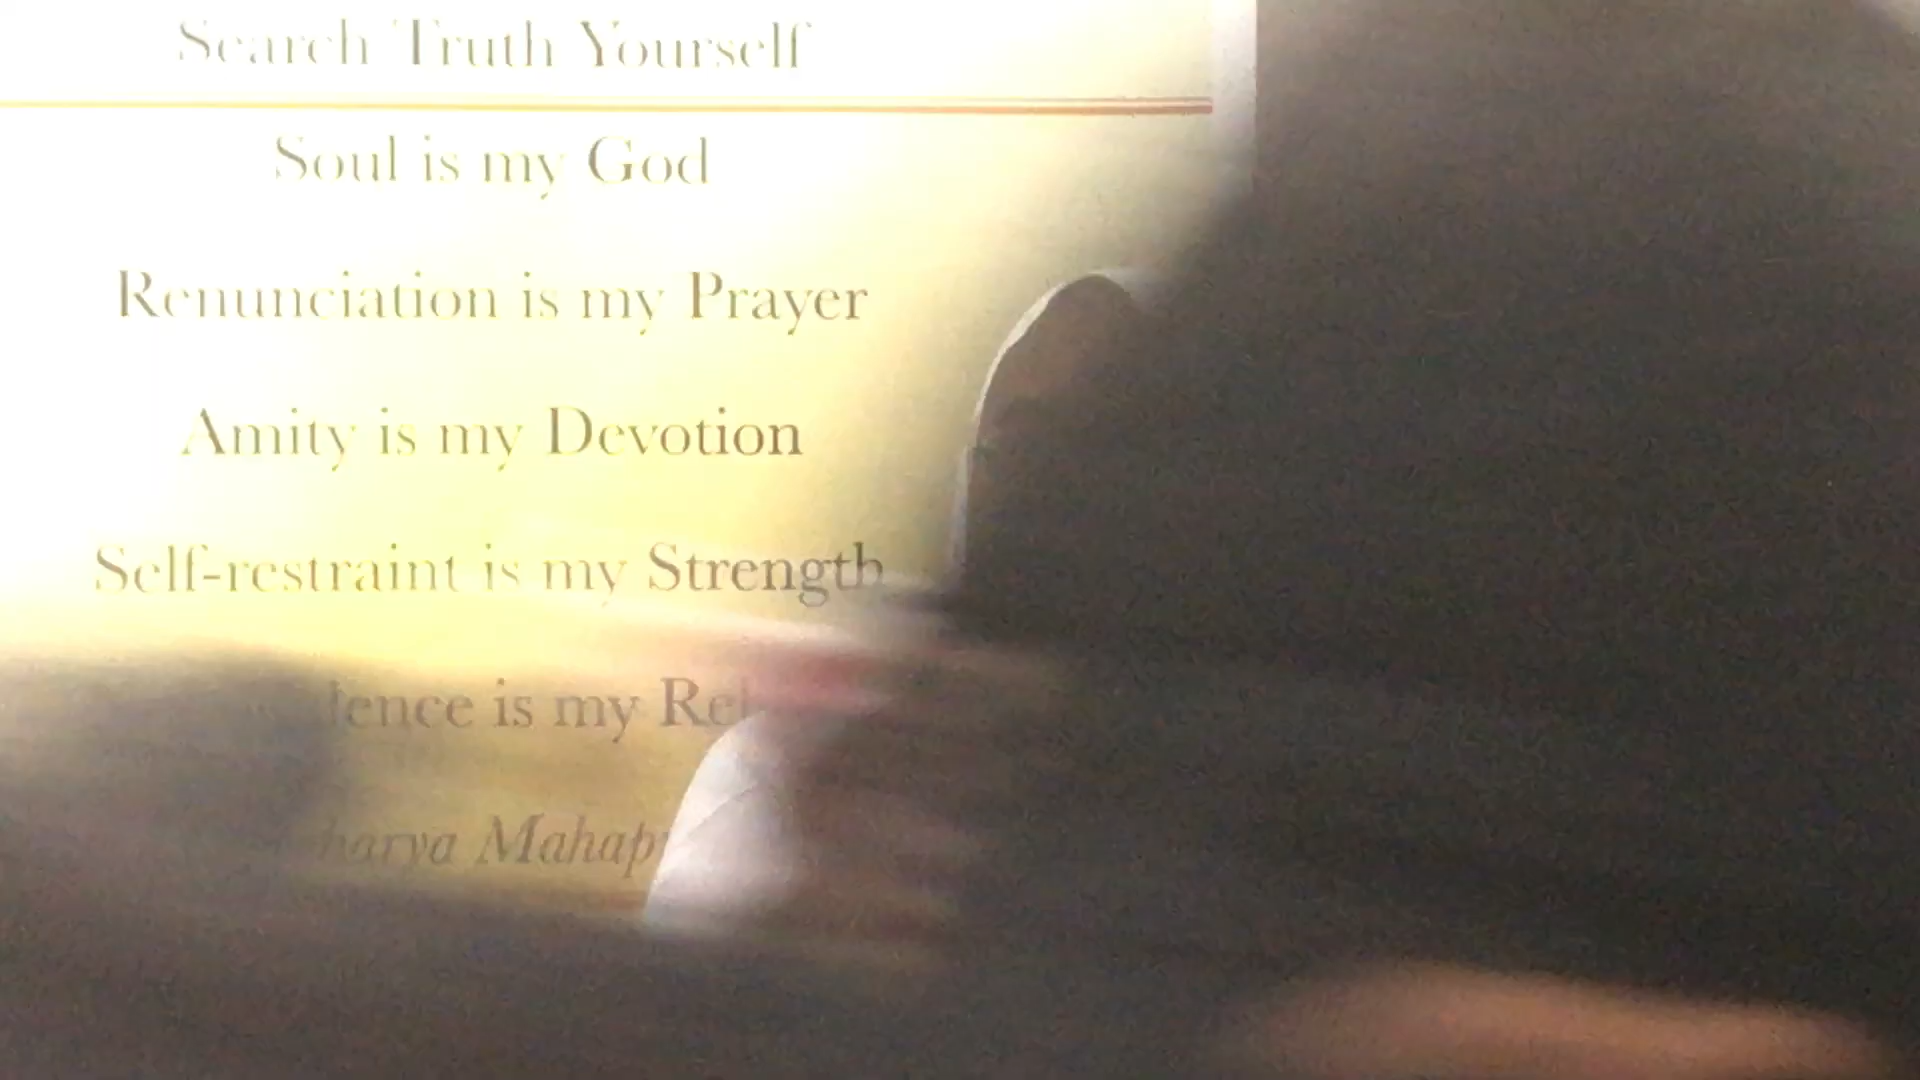 Search Truth Yourself
Soul is my God
Renunciation is my Prayer
Amity is my Devotion
Self-restraint is my Strength
is my